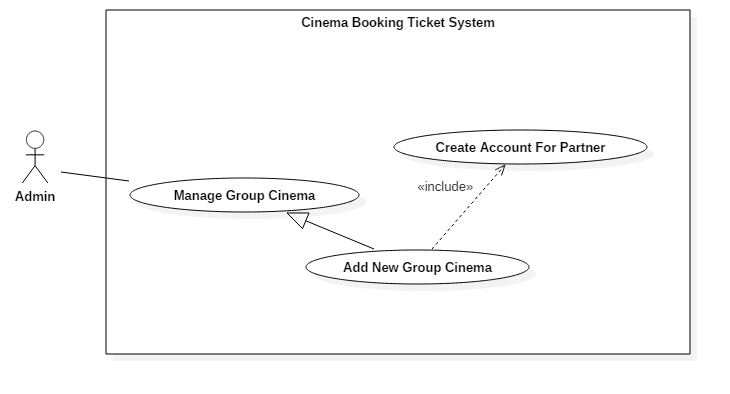 Cinema Booking Ticket System
Create Account For Partner
«include»
Admin
Manage Group Cinema
Add New Group Cinema